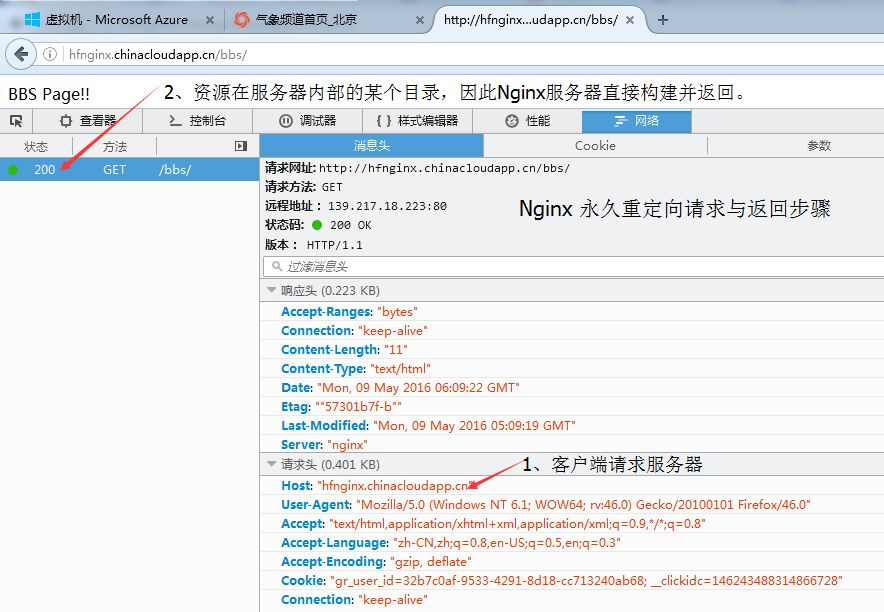 虚拟机 - Microsoft Azure
气象频道首页_北京
http://hfnginx...udapp.cn/bbs/
hfnginx.chinacloudapp.cn/bbs/
BBS Page!!
2、资源在服务器内部的某个目录，因此Nginx服务器直接构建并返回。
查看器 控制台 调试器 { } 样式编辑器 性能 网络
状态 方法 消息头 Cookie 参数
200 GET /bbs/
请求网址: http://hfnginx.chinacloudapp.cn/bbs/
请求方法: GET
远程地址： 139.217.18.223:80
状态码: 200 OK
版本： HTTP/1.1
Nginx 永久重定向请求与返回步骤
过滤消息头
响应头 (0.223 KB)
Accept-Ranges: "bytes"
Connection: "keep-alive"
Content-Length: "11"
Content-Type: "text/html"
Date: "Mon, 09 May 2016 06:09:22 GMT"
Etag: ""57301b7f-b""
Last-Modified: "Mon, 09 May 2016 05:09:19 GMT"
Server: "nginx"
请求头 (0.401 KB)
1、客户端请求服务器
Host: "hfnginx.chinacloudapp.cn"
User-Agent: "Mozilla/5.0 (Windows NT 6.1; WOW64; rv:46.0) Gecko/20100101 Firefox/46.0"
Accept: "text/html,application/xhtml+xml,application/xml;q=0.9,*/*;q=0.8"
Accept-Language: "zh-CN,zh;q=0.8,en-US;q=0.5,en;q=0.3"
Accept-Encoding: "gzip, deflate"
Cookie: "gr_user_id=32b7c0af-9533-4291-8d18-cc713240ab68; __clickidc=146243488314866728"
Connection: "keep-alive"